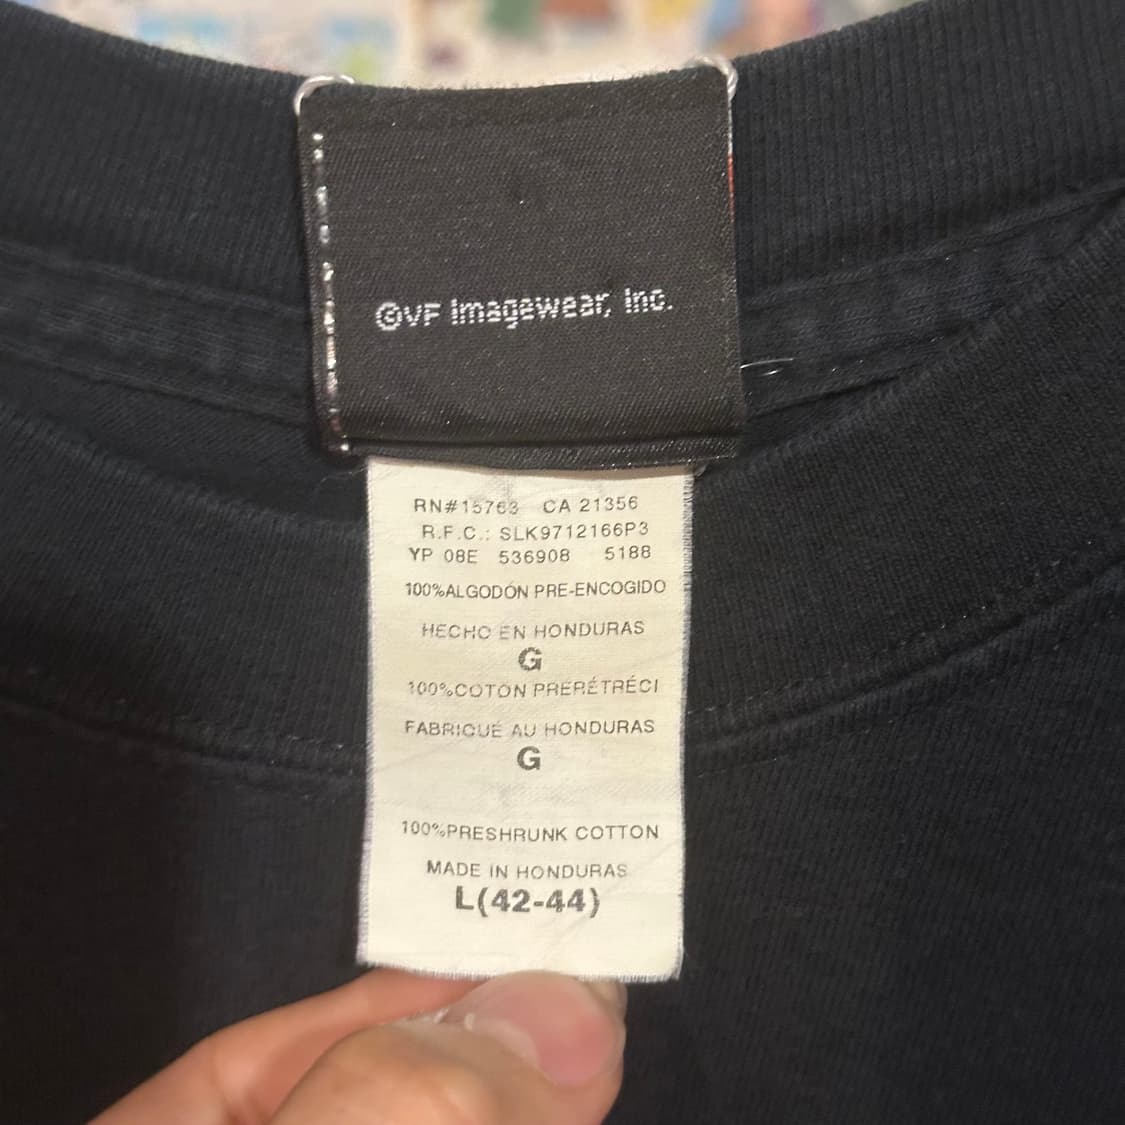 ©VF Imagewear, Inc.
RN#15763 CA 21356
R.F.C.: SLK9712166P3
YP 08E 536908 5188
100%ALGODÓN PRE-ENCOGIDO
HECHO EN HONDURAS
G
100%COTON PRERÉTRÉCI
FABRIQUÉ AU HONDURAS
G
100%PRESHRUNK COTTON
MADE IN HONDURAS
L(42-44)